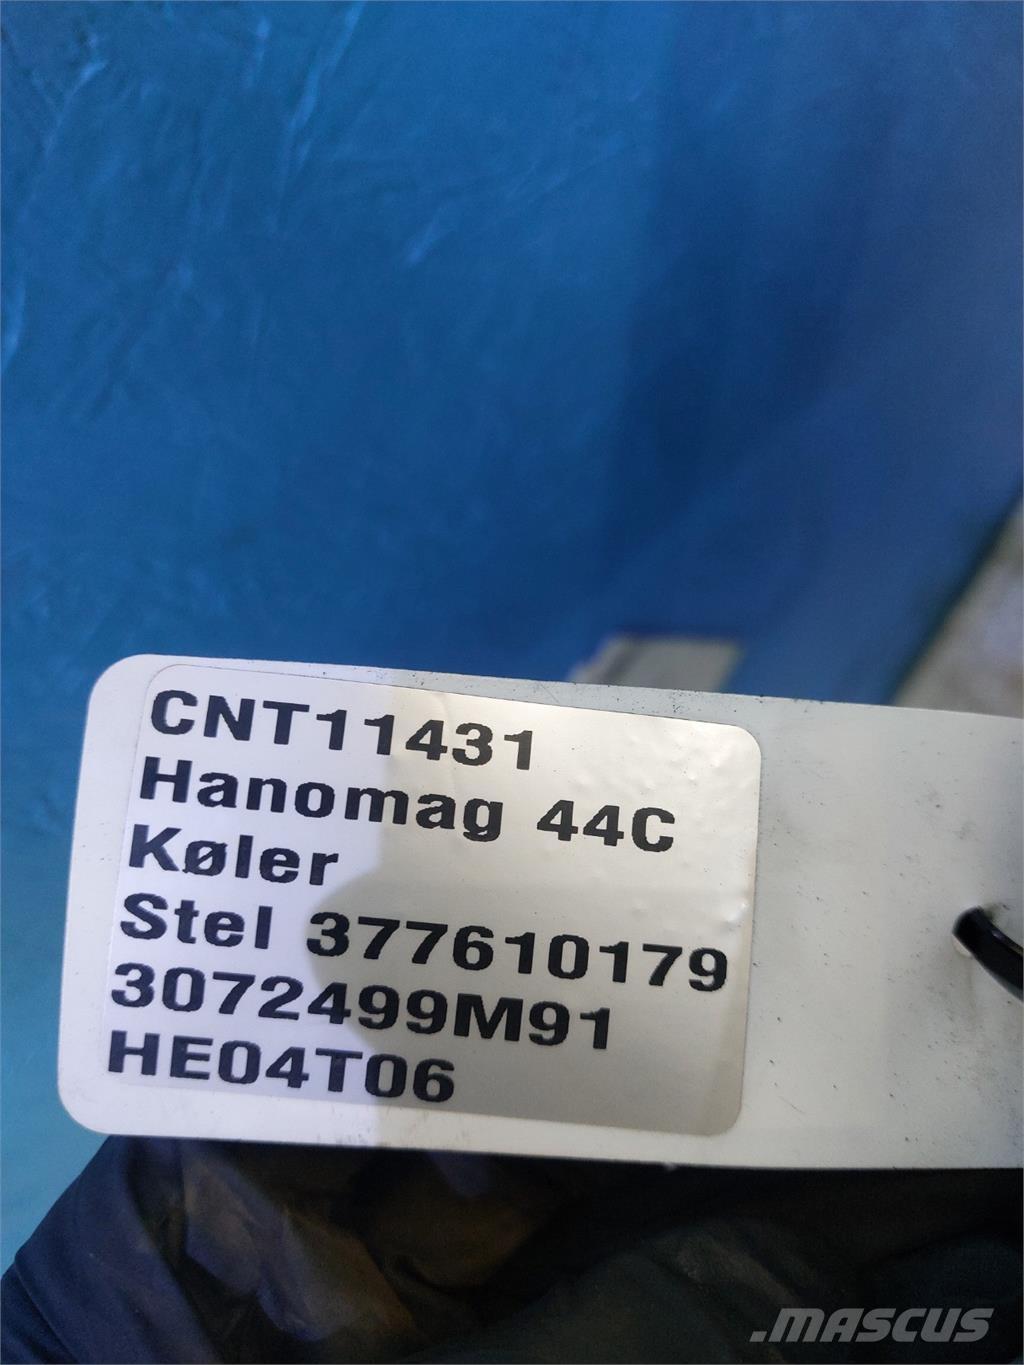 CNT11431
Hanomag 44C
Køler
Stel 377610179
3072499M91
HE04T06
.MASCUS